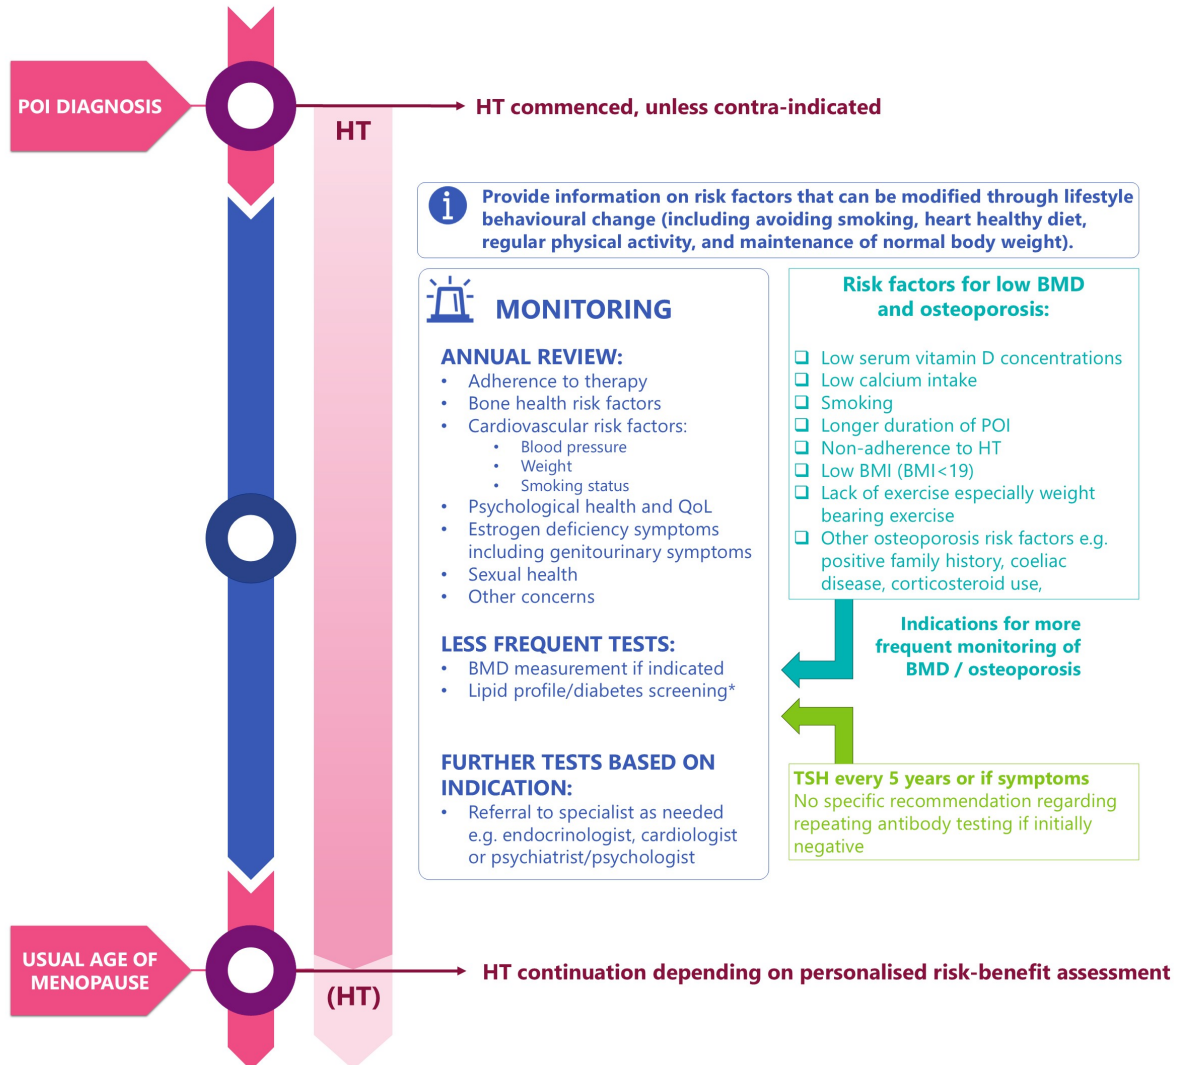 POI DIAGNOSIS
HT commenced, unless contra-indicated
HT
Provide information on risk factors that can be modified through lifestyle
behavioural change (including avoiding smoking, heart healthy diet,
regular physical activity, and maintenance of normal body weight).
MONITORING
ANNUAL REVIEW:
• Adherence to therapy
• Bone health risk factors
• Cardiovascular risk factors:
• Blood pressure
• Weight
• Smoking status
• Psychological health and QoL
• Estrogen deficiency symptoms
including genitourinary symptoms
• Sexual health
• Other concerns
LESS FREQUENT TESTS:
• BMD measurement if indicated
• Lipid profile/diabetes screening*
FURTHER TESTS BASED ON
INDICATION:
• Referral to specialist as needed
e.g. endocrinologist, cardiologist
or psychiatrist/psychologist
Risk factors for low BMD
and osteoporosis:
❑ Low serum vitamin D concentrations
❑ Low calcium intake
❑ Smoking
❑ Longer duration of POI
❑ Non-adherence to HT
❑ Low BMI (BMI<19)
❑ Lack of exercise especially weight
bearing exercise
❑ Other osteoporosis risk factors e.g.
positive family history, coeliac
disease, corticosteroid use,
Indications for more
frequent monitoring of
BMD / osteoporosis
TSH every 5 years or if symptoms
No specific recommendation regarding
repeating antibody testing if initially
negative
USUAL AGE OF
MENOPAUSE
HT continuation depending on personalised risk-benefit assessment
(HT)